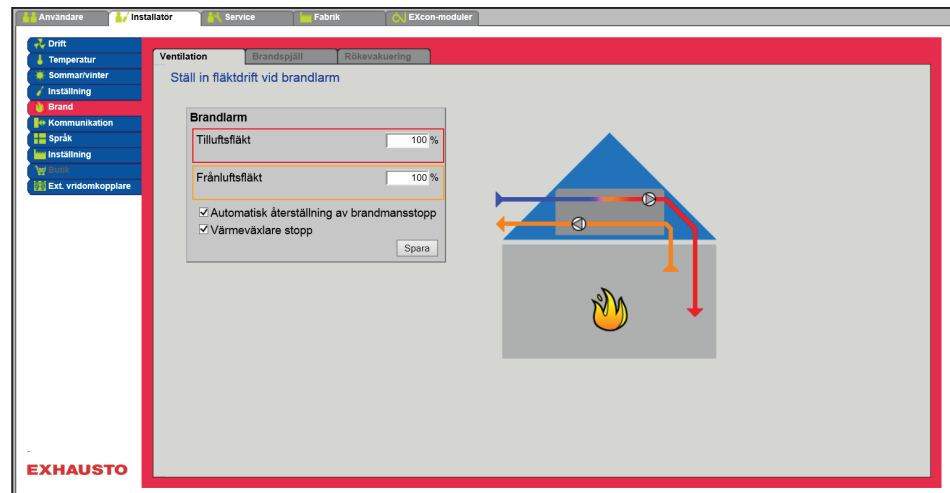 Användare
Installatör
Service
Fabrik
EXcon-moduler
Drift
Temperatur
Sommar/vinter
Inställning
Brand
Kommunikation
Språk
Inställning
Butik
Ext. vridomkopplare
Ventilation
Brandspjäll
Rökevakuering
Ställ in fläktdrift vid brandlarm
Brandlarm
Tilluftsfläkt 100 %
Frånluftsfläkt 100 %
Automatisk återställning av brandmansstopp
Värmeväxlare stopp
Spara
EXHAUSTO